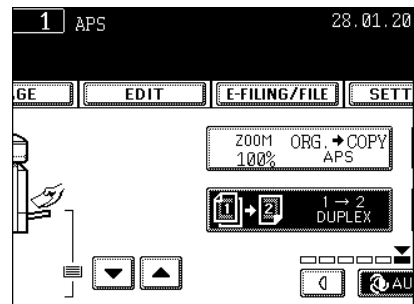 1 APS 28.01.20
GE EDIT E-FILING/FILE SETT
ZOOM ORG.➔COPY
100% APS
1 ➔ 2 1 → 2
DUPLEX
AU